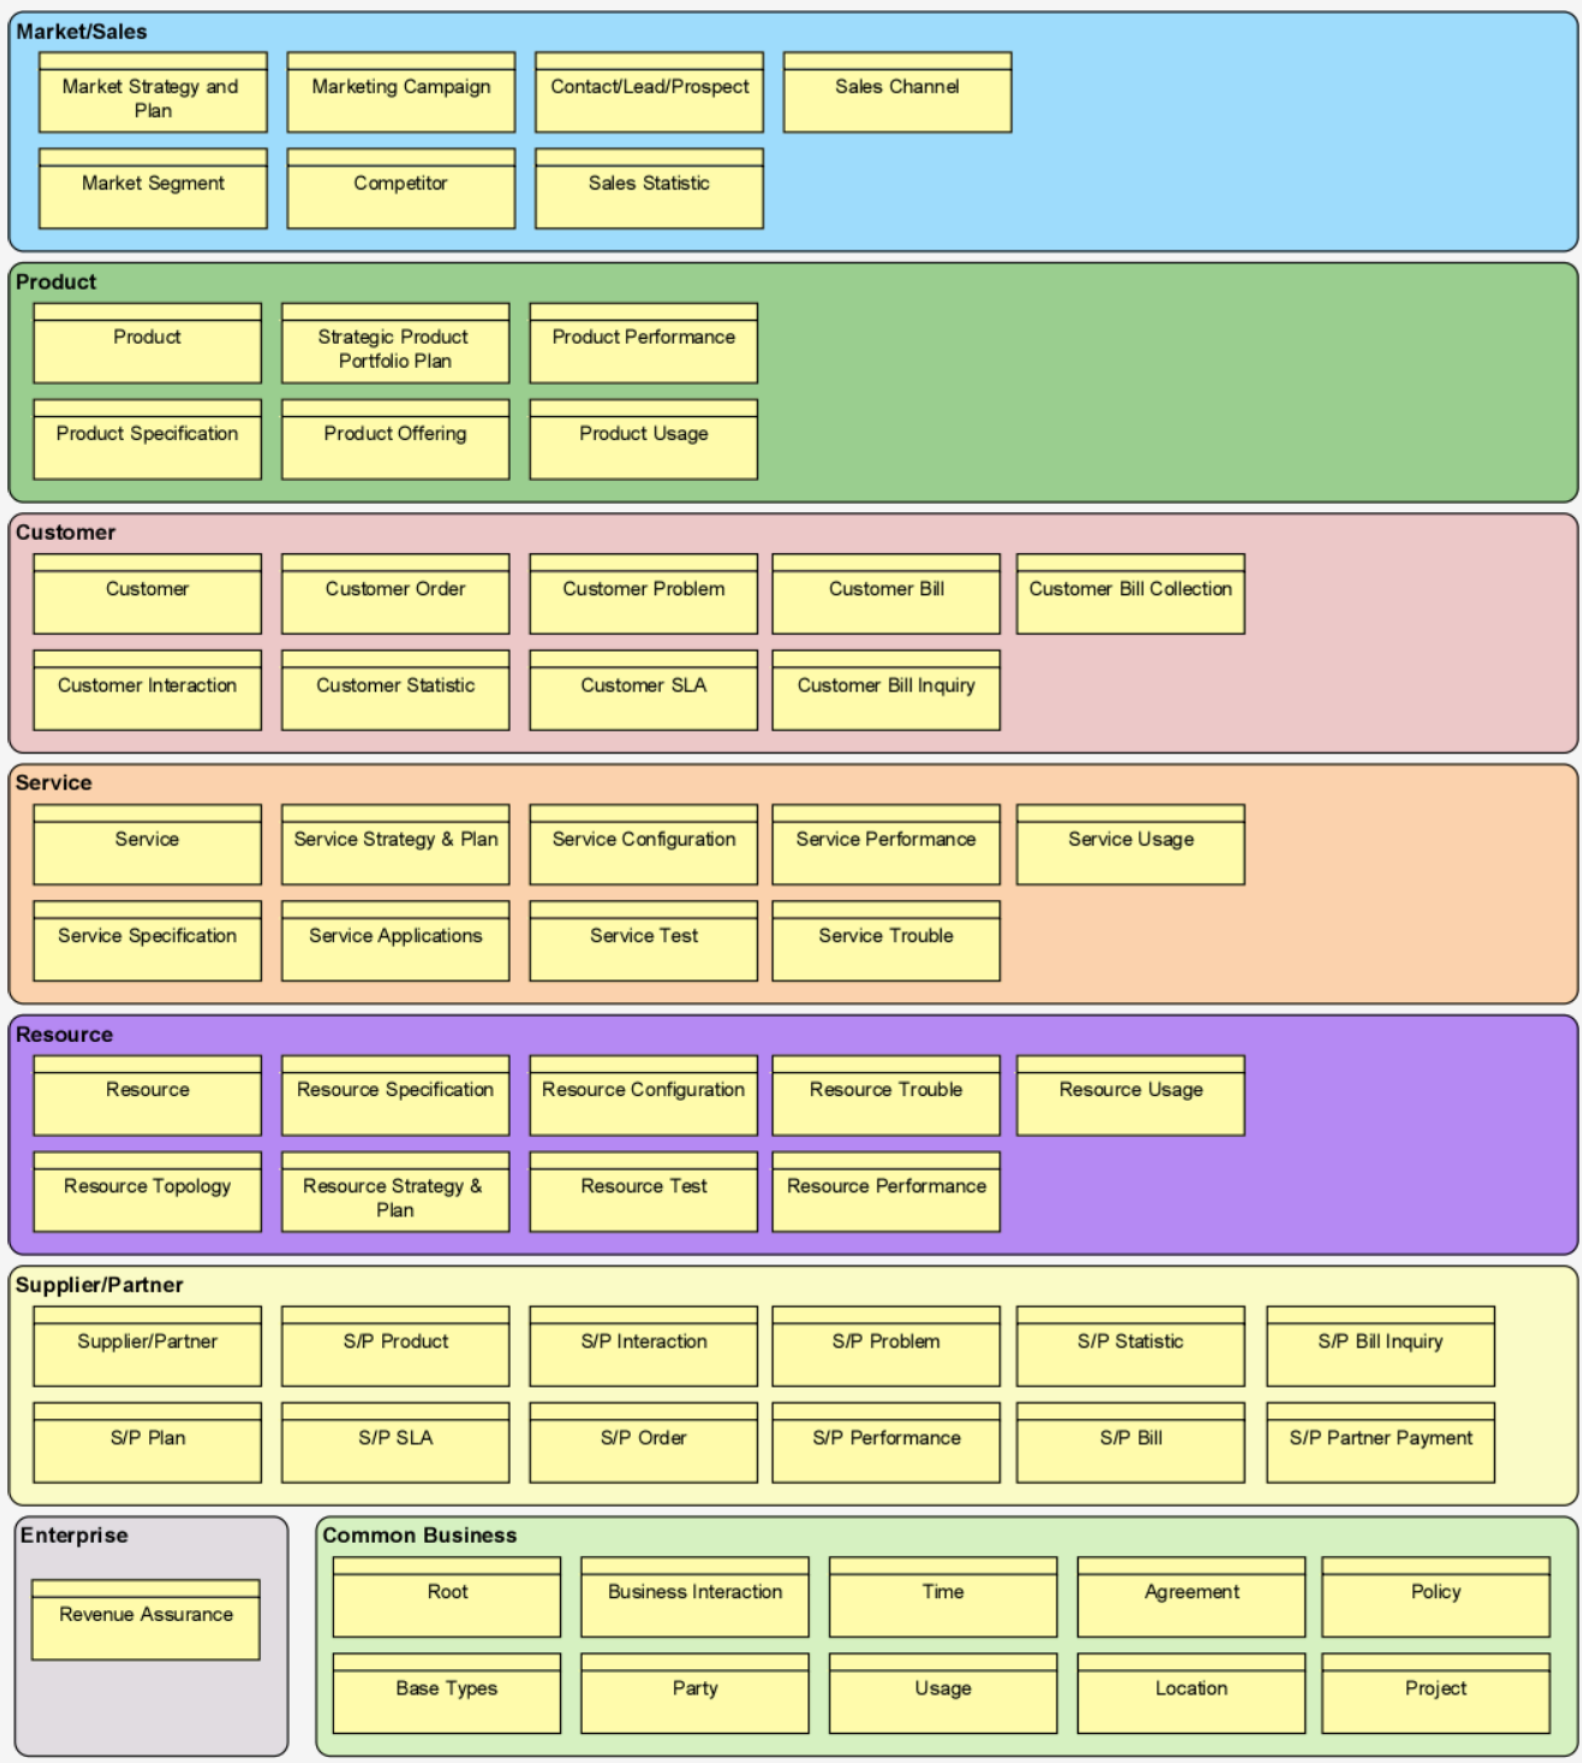 Market/Sales
Market Strategy and
Plan
Marketing Campaign
Contact/Lead/Prospect
Sales Channel
Market Segment
Competitor
Sales Statistic
Product
Product
Strategic Product
Portfolio Plan
Product Performance
Product Specification
Product Offering
Product Usage
Customer
Customer
Customer Order
Customer Problem
Customer Bill
Customer Bill Collection
Customer Interaction
Customer Statistic
Customer SLA
Customer Bill Inquiry
Service
Service
Service Strategy & Plan
Service Configuration
Service Performance
Service Usage
Service Specification
Service Applications
Service Test
Service Trouble
Resource
Resource
Resource Specification
Resource Configuration
Resource Trouble
Resource Usage
Resource Topology
Resource Strategy &
Plan
Resource Test
Resource Performance
Supplier/Partner
Supplier/Partner
S/P Product
S/P Interaction
S/P Problem
S/P Statistic
S/P Bill Inquiry
S/P Plan
S/P SLA
S/P Order
S/P Performance
S/P Bill
S/P Partner Payment
Enterprise
Revenue Assurance
Common Business
Root
Business Interaction
Time
Agreement
Policy
Base Types
Party
Usage
Location
Project